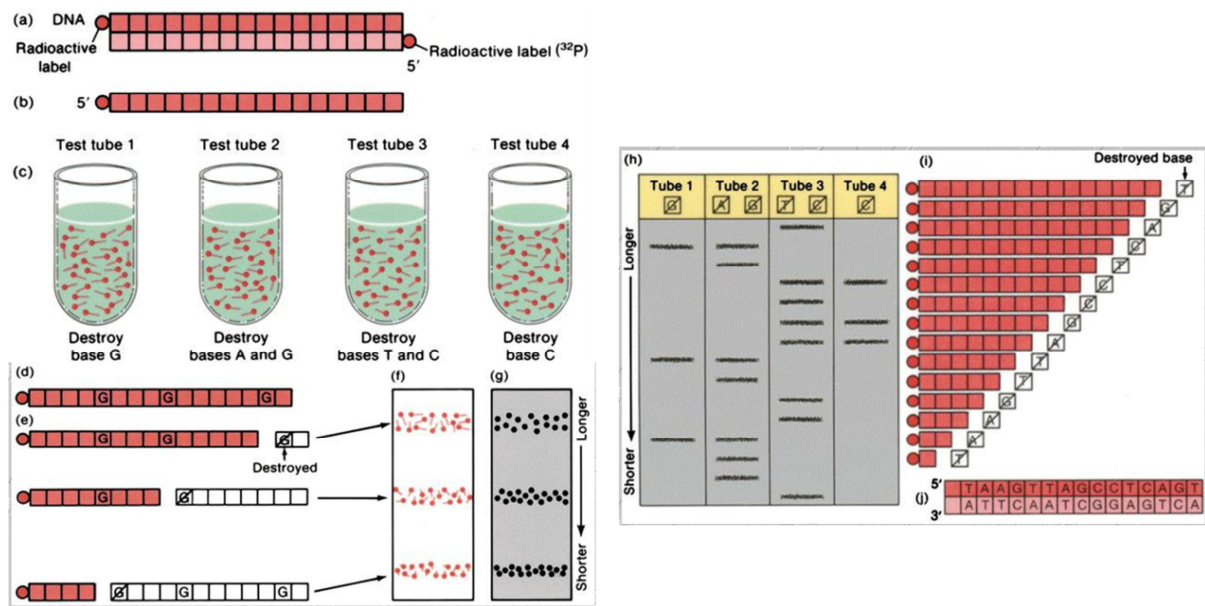 (a)
DNA
Radioactive
label
Radioactive label (³²P)
5′
(b)
5′
Test tube 1
Test tube 2
Test tube 3
Test tube 4
(c)
Destroy
base G
Destroy
bases A and G
Destroy
bases T and C
Destroy
base C
(d)
G G G
(e)
G G G
Destroyed
G G
G G G
(f)
(g)
Longer
Shorter
(h)
Tube 1
Tube 2
Tube 3
Tube 4
G
A G
T C
C
Longer
Shorter
(i)
Destroyed base
T
G
A
C
T
C
C
G
A
T
T
G
A
A
T
(j)
5′ TAAGTTAGCCTCAGT
3′ ATTCAATCGGAGTCA